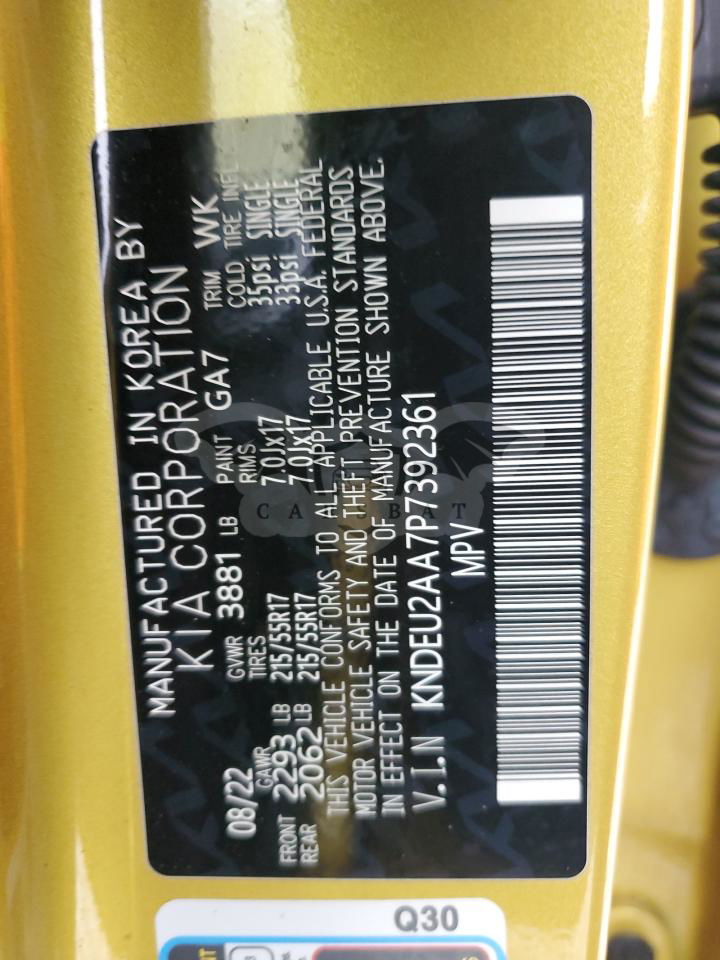 MANUFACTURED IN KOREA BY
KIA CORPORATION
08/22 GVWR 3881 LB PAINT GA7 TRIM WK
GAWR TIRES RIMS COLD TIRE
FRONT 2293 LB 215/55R17 7.0JX17 35psi SINGLE
REAR 2062 LB 215/55R17 7.0JX17 33psi SINGLE
THIS VEHICLE CONFORMS TO ALL APPLICABLE U.S.A. FEDERAL
MOTOR VEHICLE SAFETY AND THEFT PREVENTION STANDARDS
IN EFFECT ON THE DATE OF MANUFACTURE SHOWN ABOVE.
V.I.N KNDEU2AA7P7392361
MPV
Q30